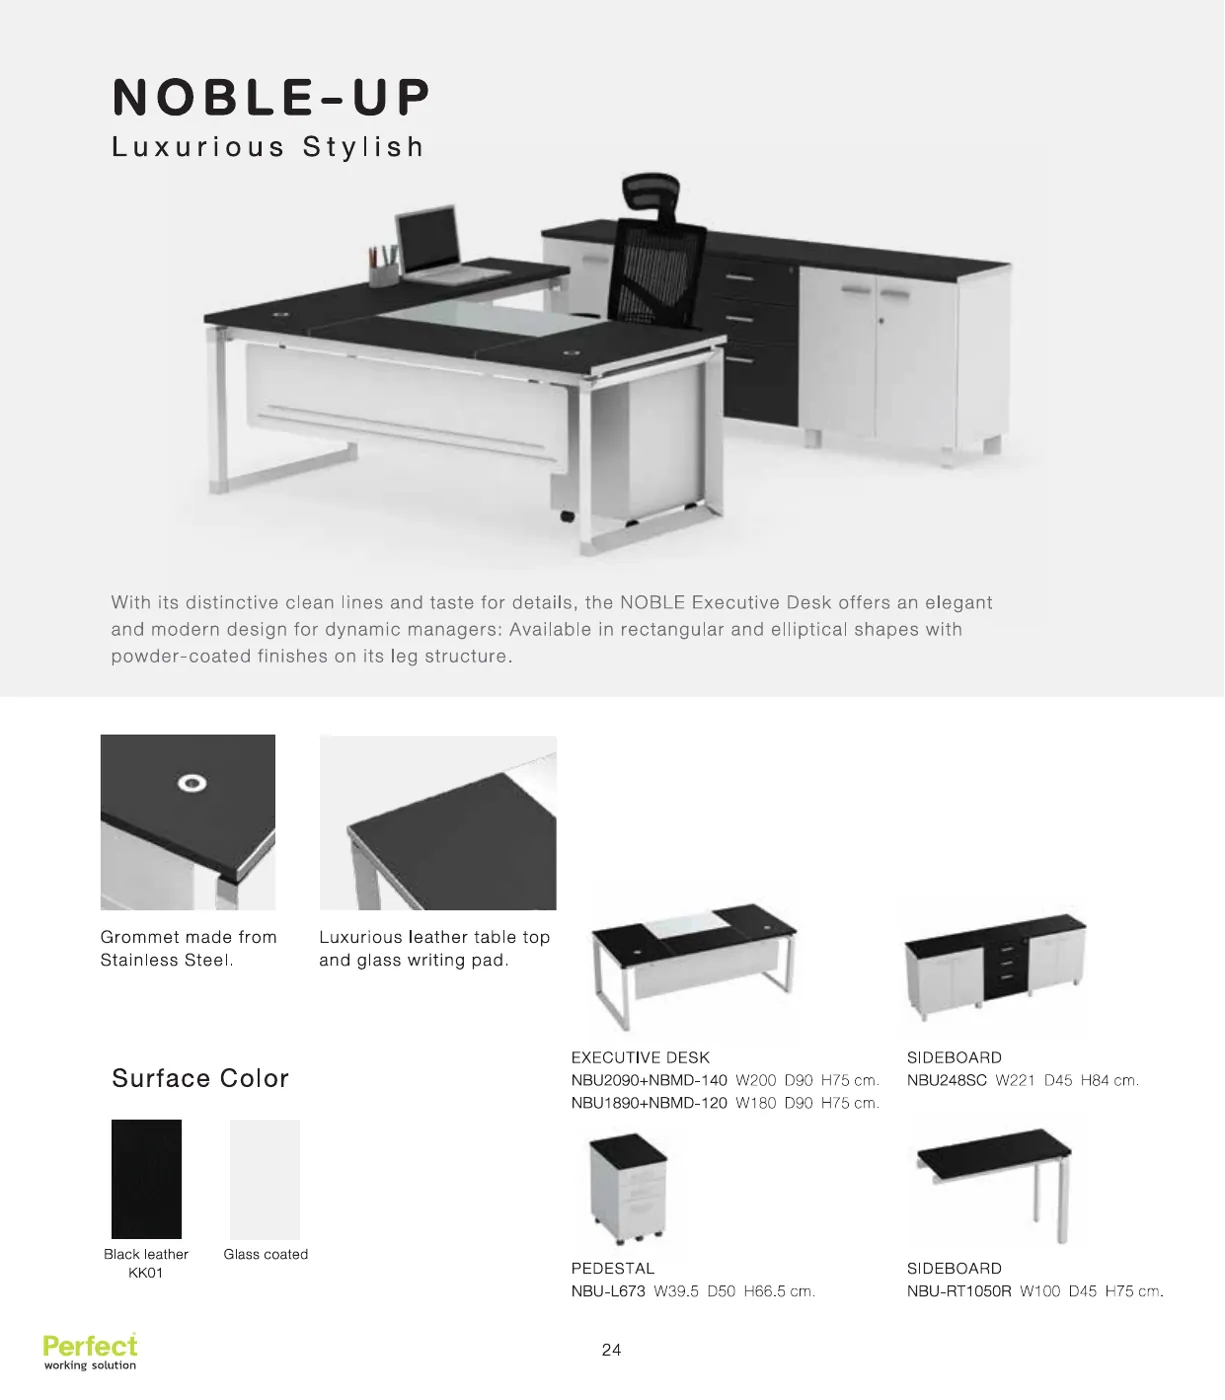 NOBLE-UP
Luxurious Stylish
With its distinctive clean lines and taste for details, the NOBLE Executive Desk offers an elegant
and modern design for dynamic managers: Available in rectangular and elliptical shapes with
powder-coated finishes on its leg structure.
Grommet made from
Stainless Steel.
Luxurious leather table top
and glass writing pad.
Surface Color
Black leather
KK01
Glass coated
EXECUTIVE DESK
NBU2090+NBMD-140 W200 D90 H75 cm.
NBU1890+NBMD-120 W180 D90 H75 cm.
SIDEBOARD
NBU248SC W221 D45 H84 cm.
PEDESTAL
NBU-L673 W39.5 D50 H66.5 cm.
SIDEBOARD
NBU-RT1050R W100 D45 H75 cm.
Perfect
working solution
24